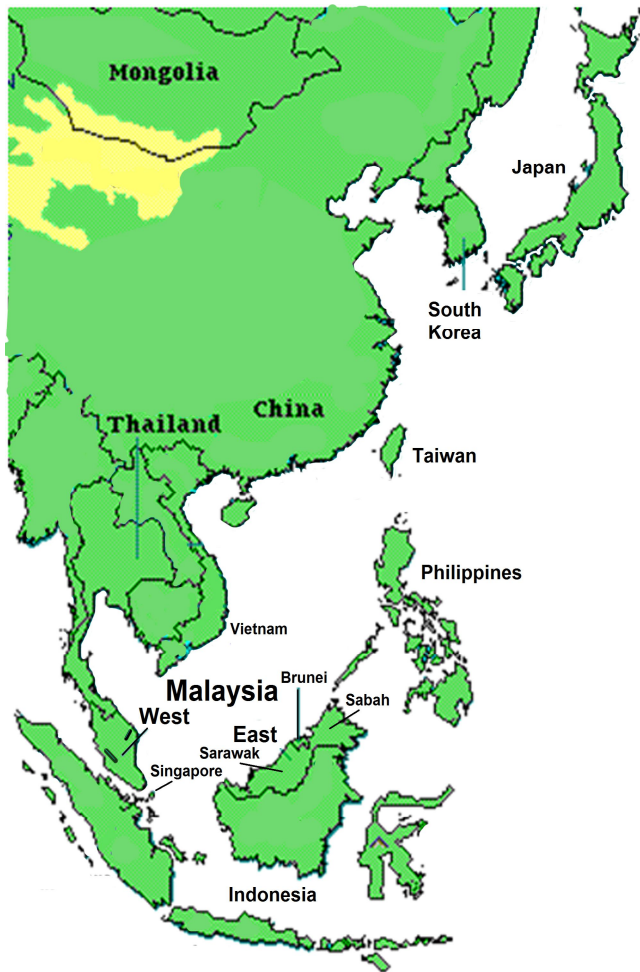 Mongolia
Japan
South
Korea
China
Thailand
Taiwan
Philippines
Vietnam
Brunei
Malaysia
Sabah
West
East
Sarawak
Singapore
Indonesia